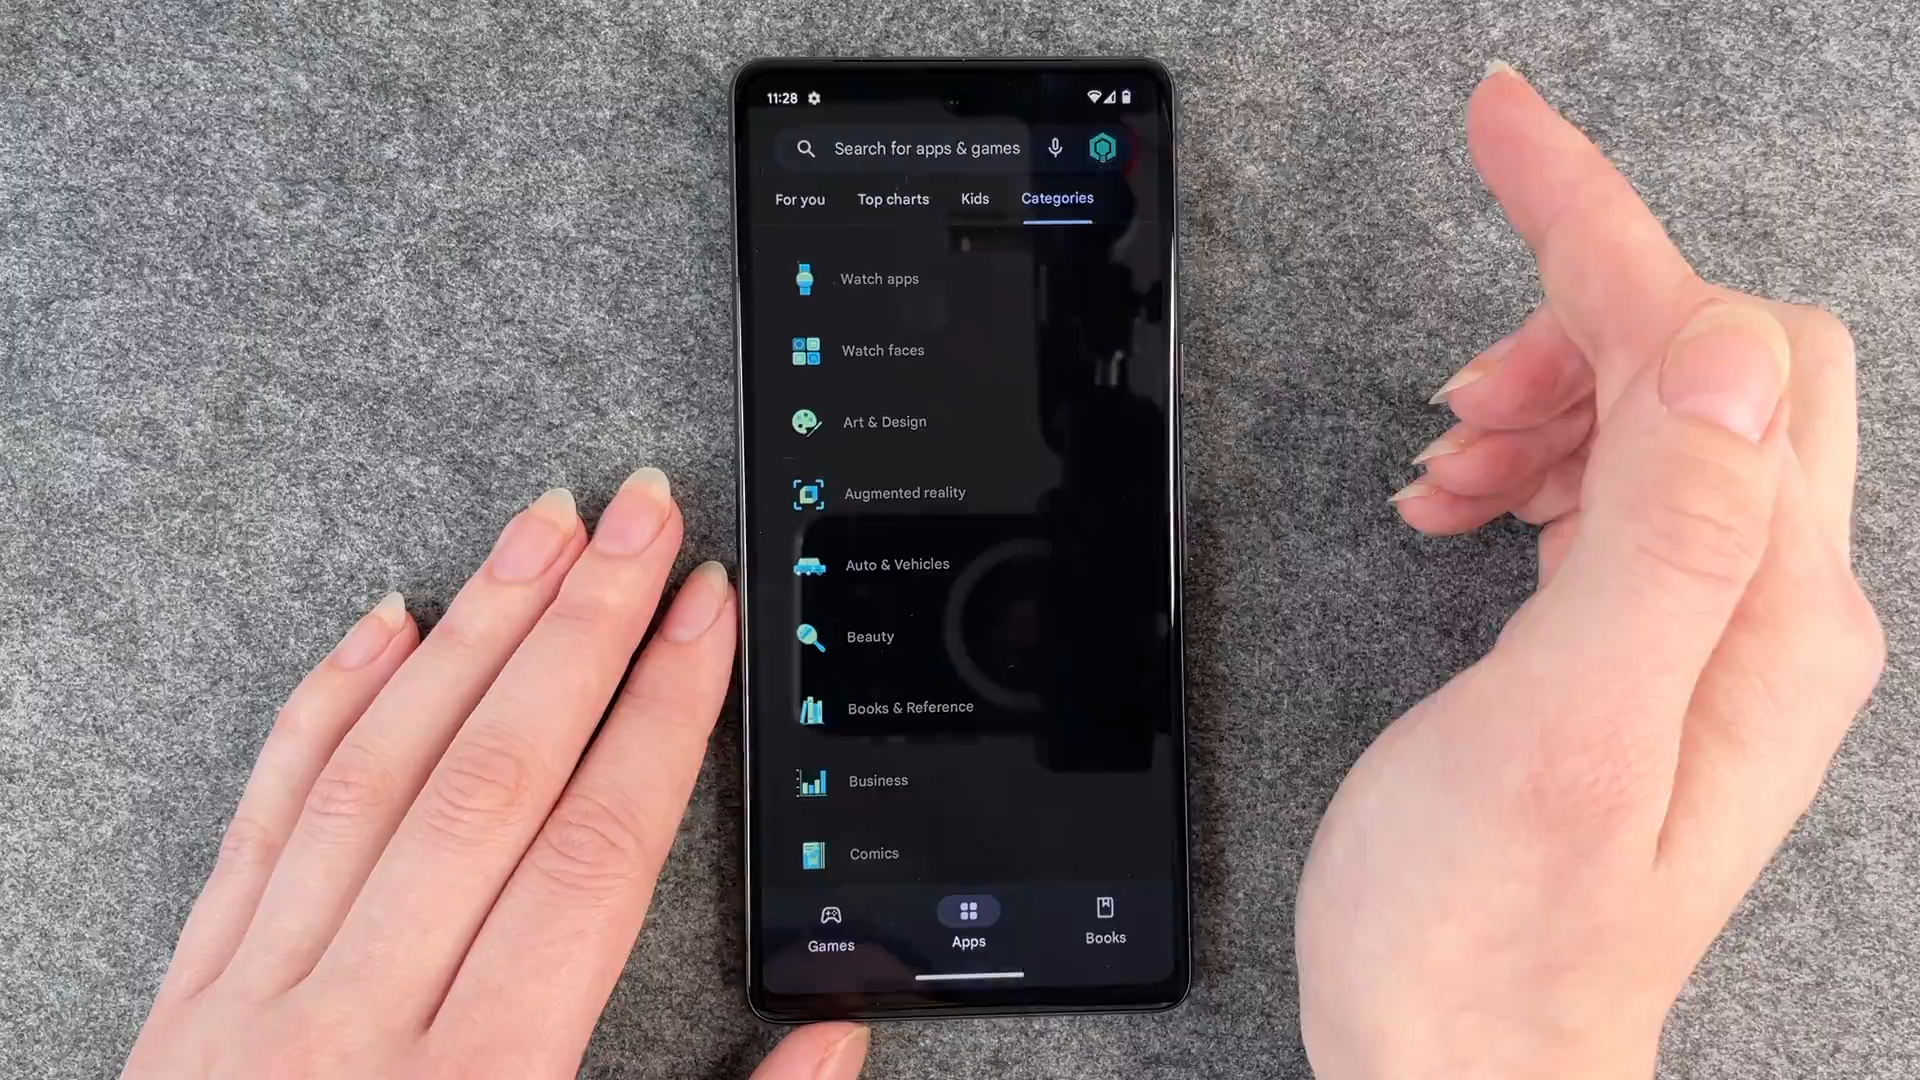 11:28
Search for apps & games
For you Top charts Kids Categories
Watch apps
Watch faces
Art & Design
Augmented reality
Auto & Vehicles
Beauty
Books & Reference
Business
Comics
Games Apps Books